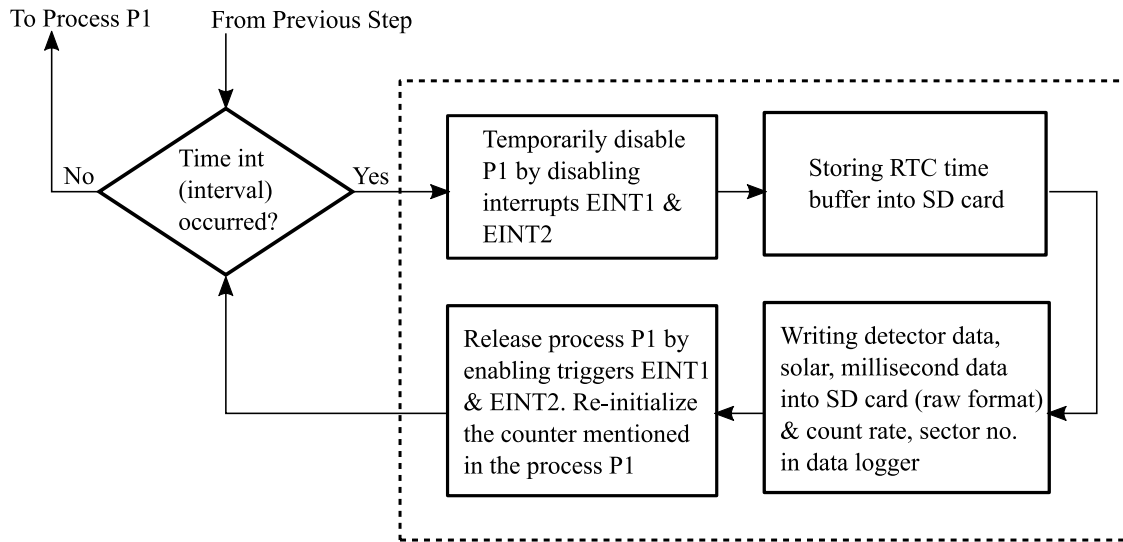 To Process P1
From Previous Step
Time int
(interval)
occurred?
No
Yes
Temporarily disable
P1 by disabling
interrupts EINT1 &
EINT2
Storing RTC time
buffer into SD card
Writing detector data,
solar, millisecond data
into SD card (raw format)
& count rate, sector no.
in data logger
Release process P1 by
enabling triggers EINT1
& EINT2. Re-initialize
the counter mentioned
in the process P1